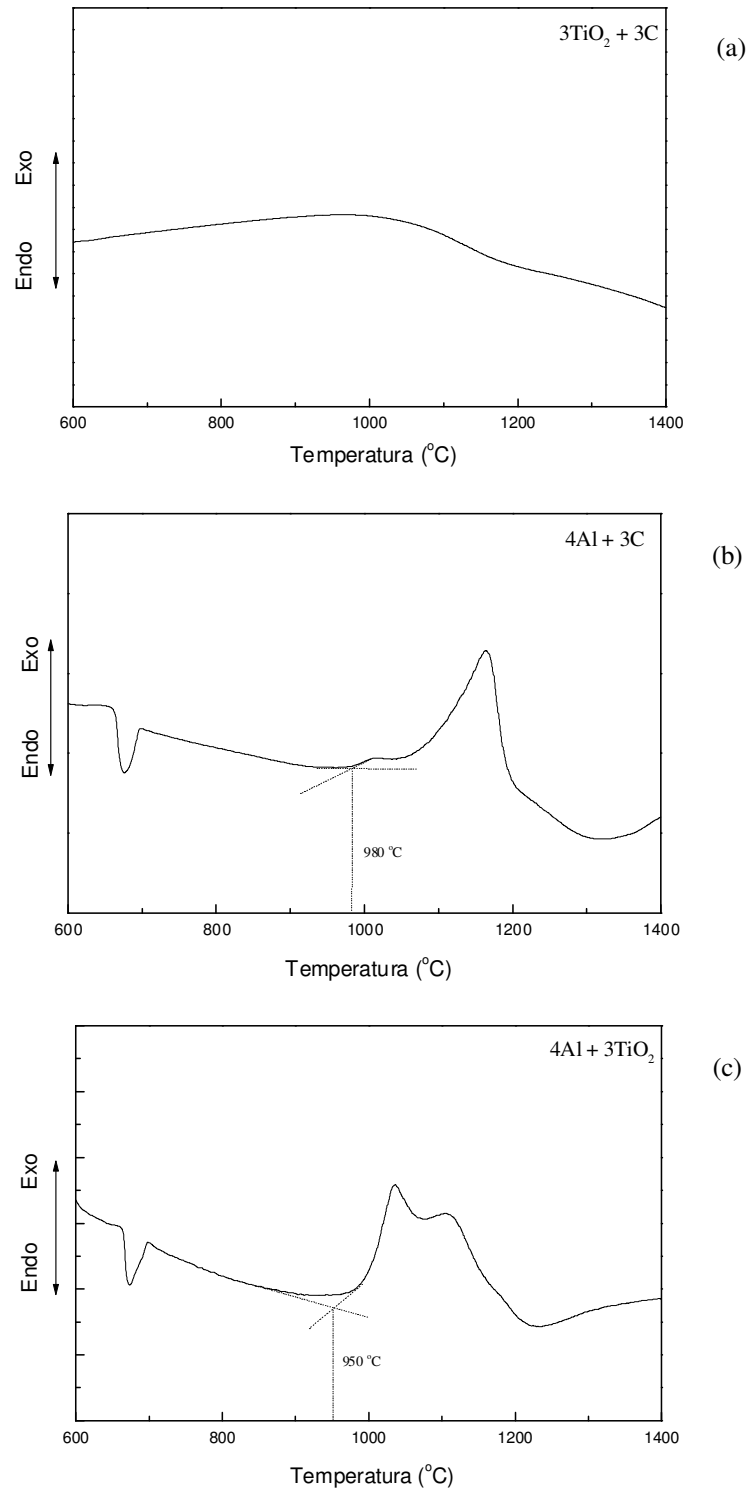 3TiO₂ + 3C
(a)
Exo
Endo
600 800 1000 1200 1400
Temperatura (°C)
4Al + 3C
(b)
Exo
Endo
980 °C
600 800 1000 1200 1400
Temperatura (°C)
4Al + 3TiO₂
(c)
Exo
Endo
950 °C
600 800 1000 1200 1400
Temperatura (°C)